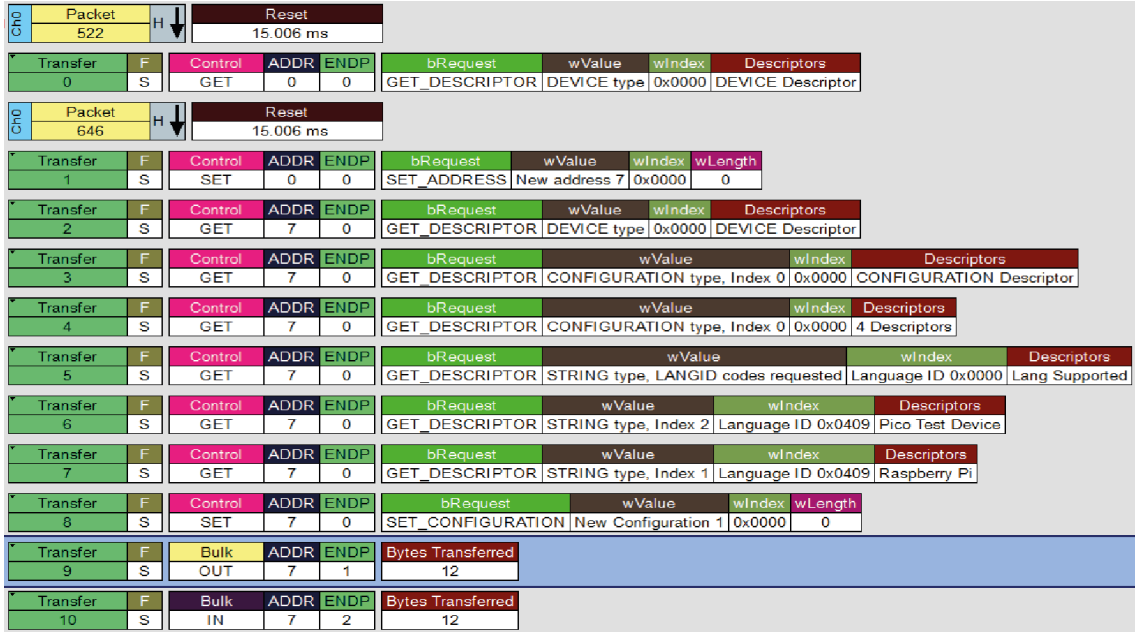 Ch0 Packet H Reset
522 15.006 ms
Transfer F Control ADDR ENDP bRequest wValue wIndex Descriptors
0 S GET 0 0 GET_DESCRIPTOR DEVICE type 0x0000 DEVICE Descriptor
Ch0 Packet H Reset
646 15.006 ms
Transfer F Control ADDR ENDP bRequest wValue wIndex wLength
1 S SET 0 0 SET_ADDRESS New address 7 0x0000 0
Transfer F Control ADDR ENDP bRequest wValue wIndex Descriptors
2 S GET 7 0 GET_DESCRIPTOR DEVICE type 0x0000 DEVICE Descriptor
Transfer F Control ADDR ENDP bRequest wValue wIndex Descriptors
3 S GET 7 0 GET_DESCRIPTOR CONFIGURATION type, Index 0 0x0000 CONFIGURATION Descriptor
Transfer F Control ADDR ENDP bRequest wValue wIndex Descriptors
4 S GET 7 0 GET_DESCRIPTOR CONFIGURATION type, Index 0 0x0000 4 Descriptors
Transfer F Control ADDR ENDP bRequest wValue wIndex Descriptors
5 S GET 7 0 GET_DESCRIPTOR STRING type, LANGID codes requested Language ID 0x0000 Lang Supported
Transfer F Control ADDR ENDP bRequest wValue wIndex Descriptors
6 S GET 7 0 GET_DESCRIPTOR STRING type, Index 2 Language ID 0x0409 Pico Test Device
Transfer F Control ADDR ENDP bRequest wValue wIndex Descriptors
7 S GET 7 0 GET_DESCRIPTOR STRING type, Index 1 Language ID 0x0409 Raspberry Pi
Transfer F Control ADDR ENDP bRequest wValue wIndex wLength
8 S SET 7 0 SET_CONFIGURATION New Configuration 1 0x0000 0
Transfer F Bulk ADDR ENDP Bytes Transferred
9 S OUT 7 1 12
Transfer F Bulk ADDR ENDP Bytes Transferred
10 S IN 7 2 12